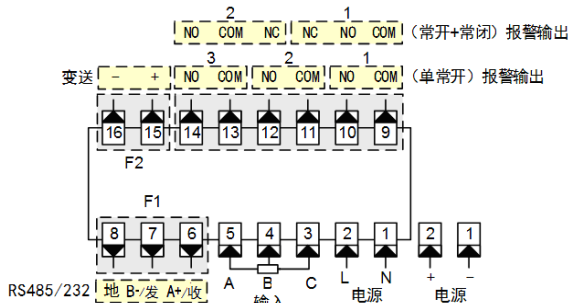 2 1
NO COM NC NC NO COM (常开+常闭)报警输出
3 2 1
变送 − + NO COM NO COM NO COM (单常开)报警输出
16 15 14 13 12 11 10 9
F2
F1
8 7 6 5 4 3 2 1 2 1
A B C L N + −
RS485/232 地 B-/发 A+/收 输入 电源 电源